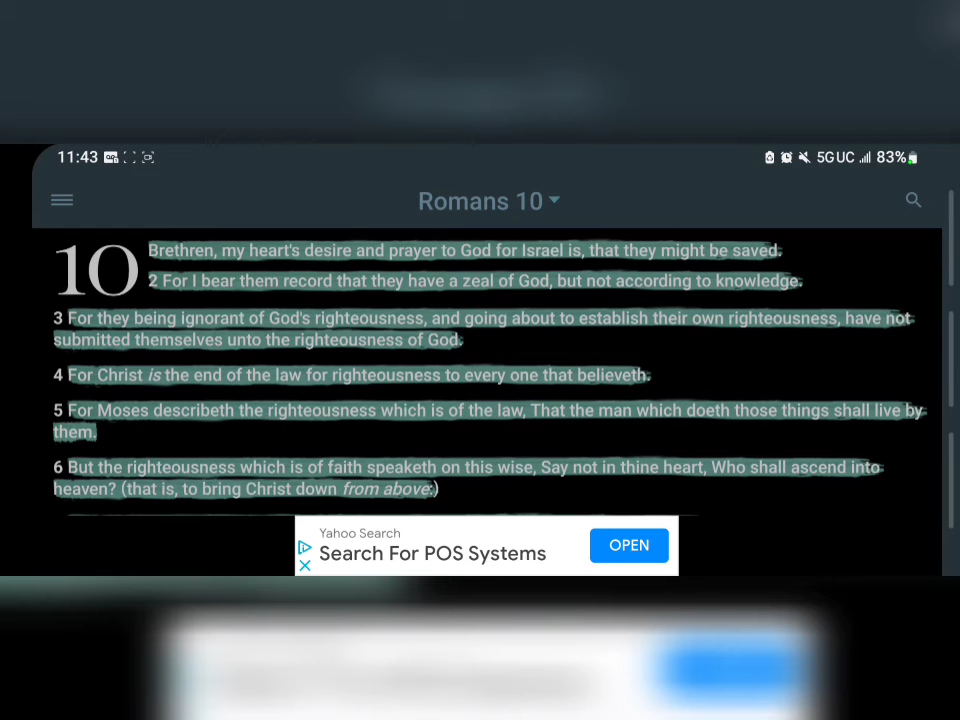 11:43
5G UC 83%
Romans 10
10 Brethren, my heart's desire and prayer to God for Israel is, that they might be saved.
2 For I bear them record that they have a zeal of God, but not according to knowledge.
3 For they being ignorant of God's righteousness, and going about to establish their own righteousness, have not
submitted themselves unto the righteousness of God.
4 For Christ is the end of the law for righteousness to every one that believeth.
5 For Moses describeth the righteousness which is of the law, That the man which doeth those things shall live by
them.
6 But the righteousness which is of faith speaketh on this wise, Say not in thine heart, Who shall ascend into
heaven? (that is, to bring Christ down from above:)
Yahoo Search
Search For POS Systems
OPEN